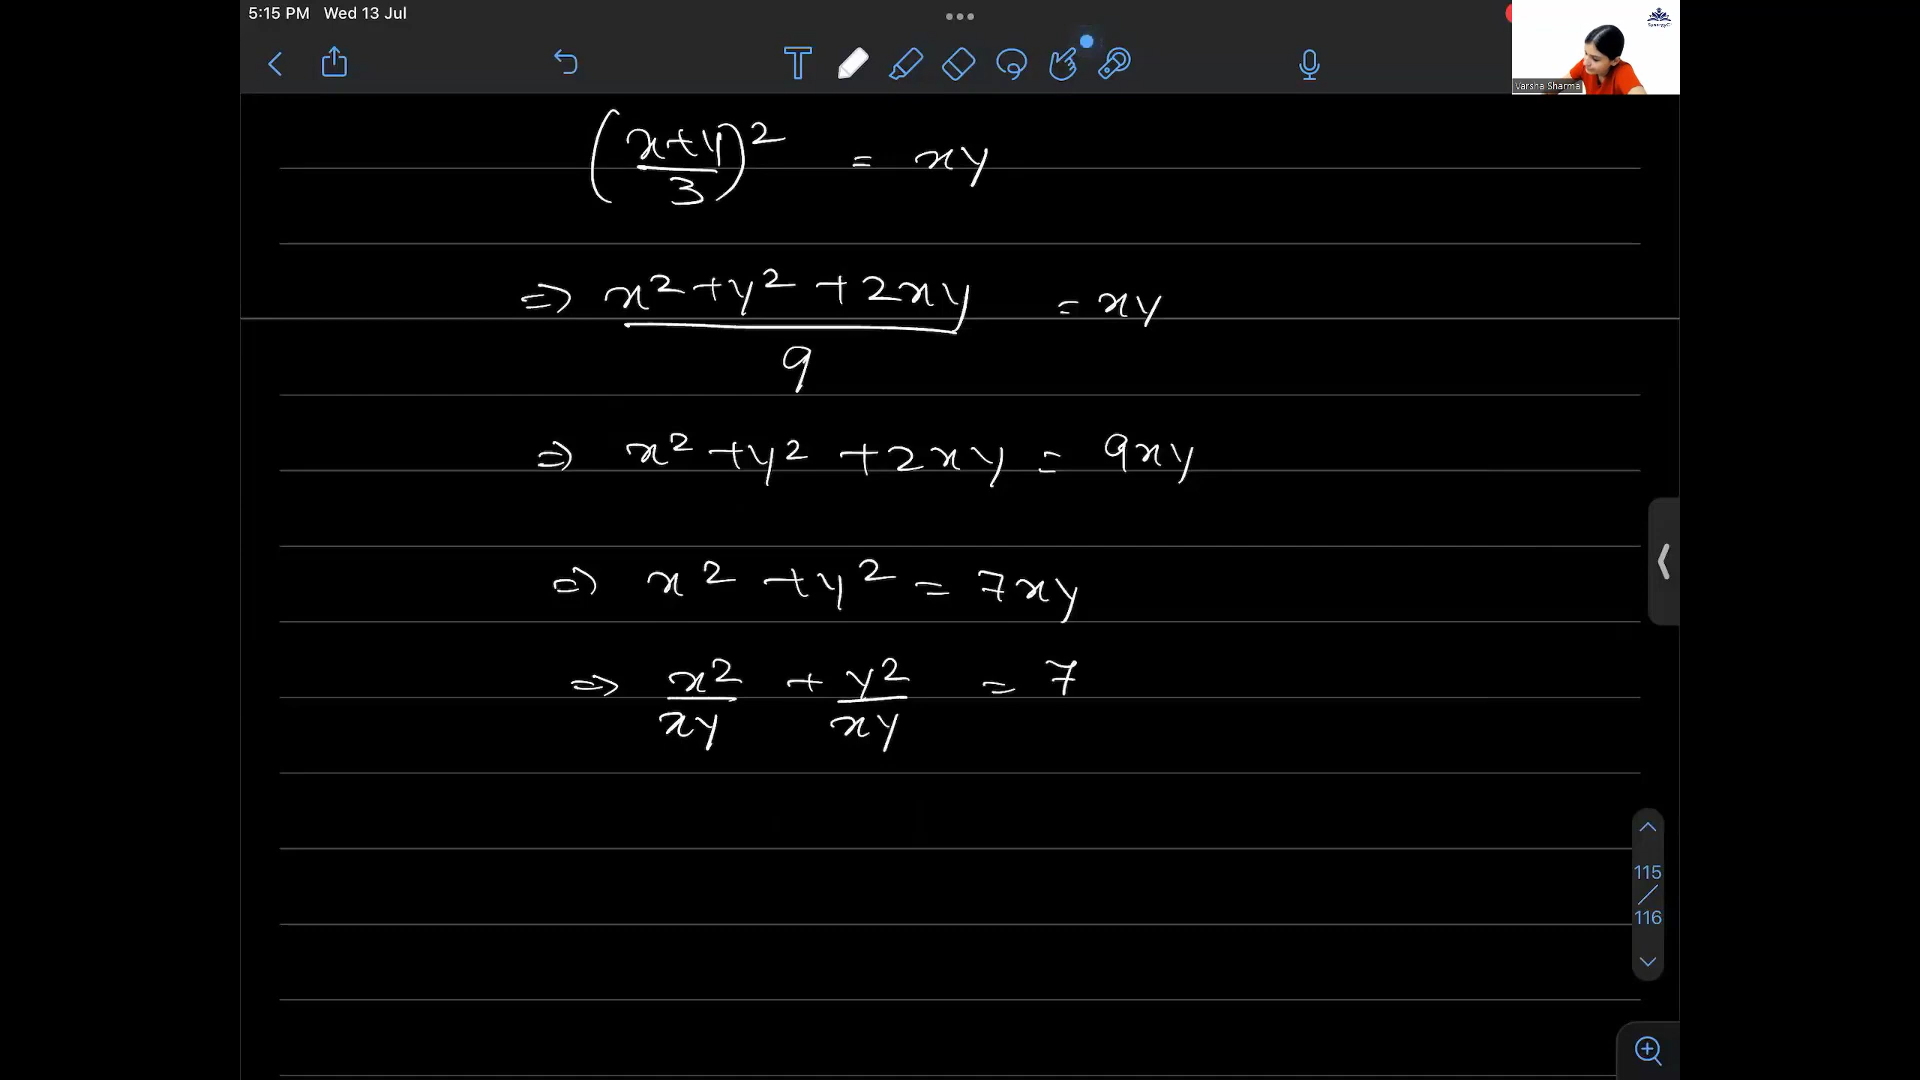 5:15 PM Wed 13 Jul
Varsha Sharma
((x+y)/3)² = xy
⇒ (x²+y²+2xy)/9 = xy
⇒ x²+y²+2xy = 9xy
⇒ x²+y² = 7xy
⇒ x²/xy + y²/xy = 7
115
/
116